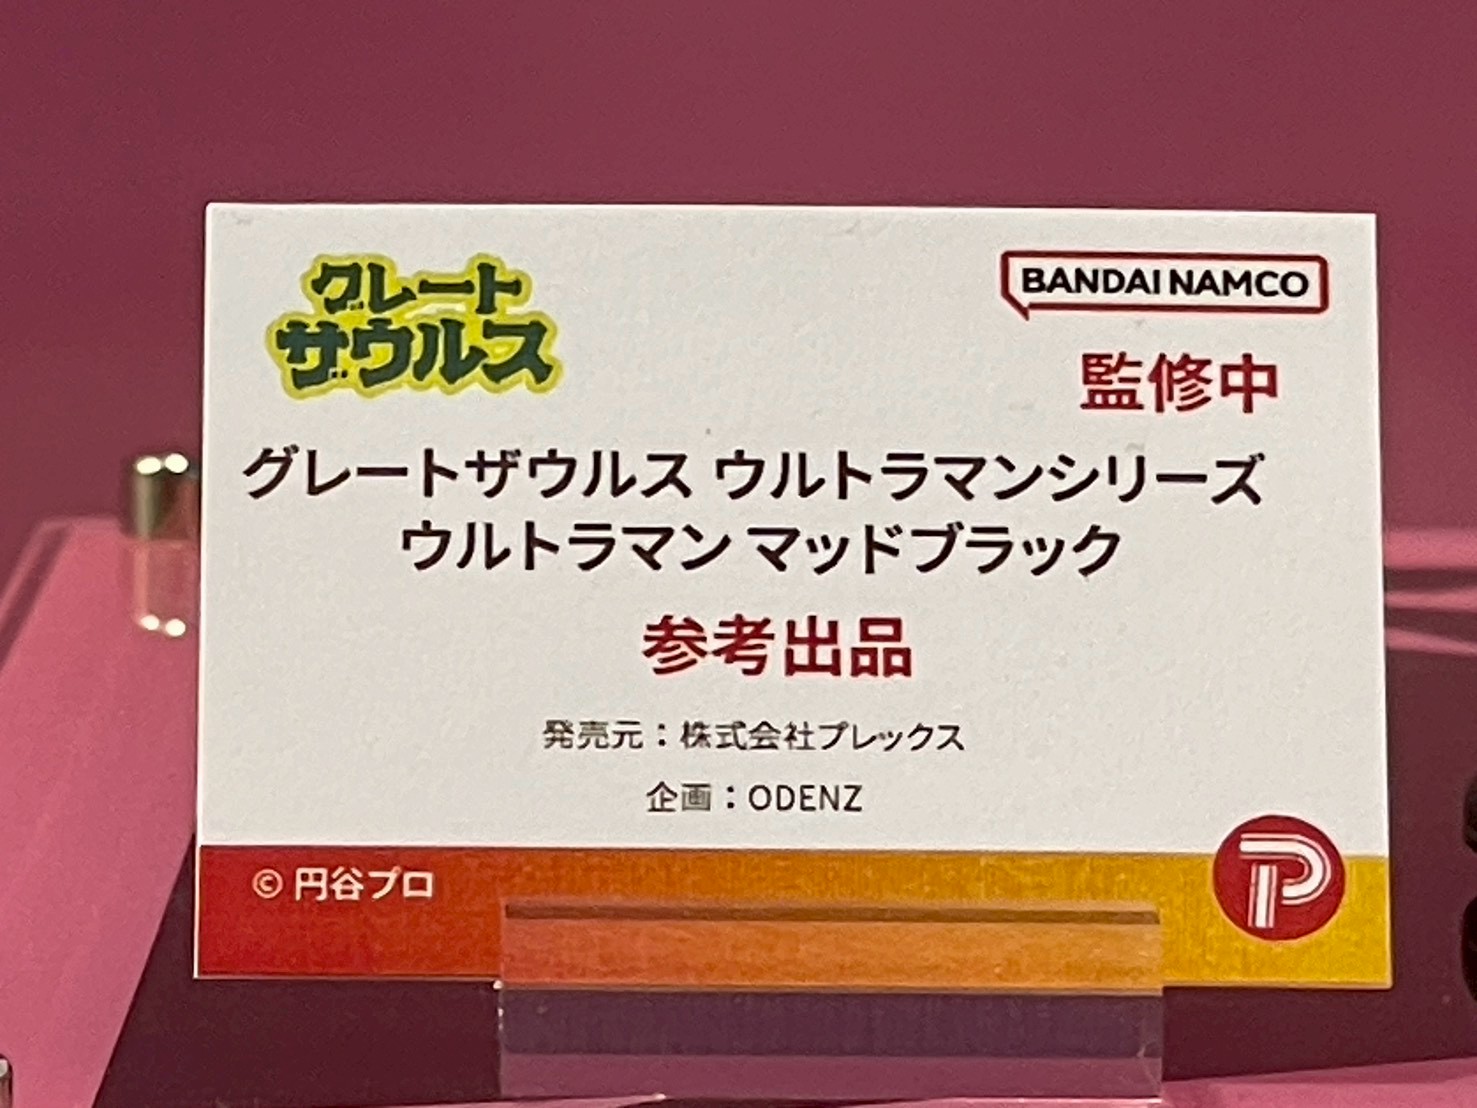 グレート
ザウルス
BANDAI NAMCO
監修中
グレートザウルス ウルトラマンシリーズ
ウルトラマン マッドブラック
参考出品
発売元：株式会社プレックス
企画：ODENZ
© 円谷プロ
P